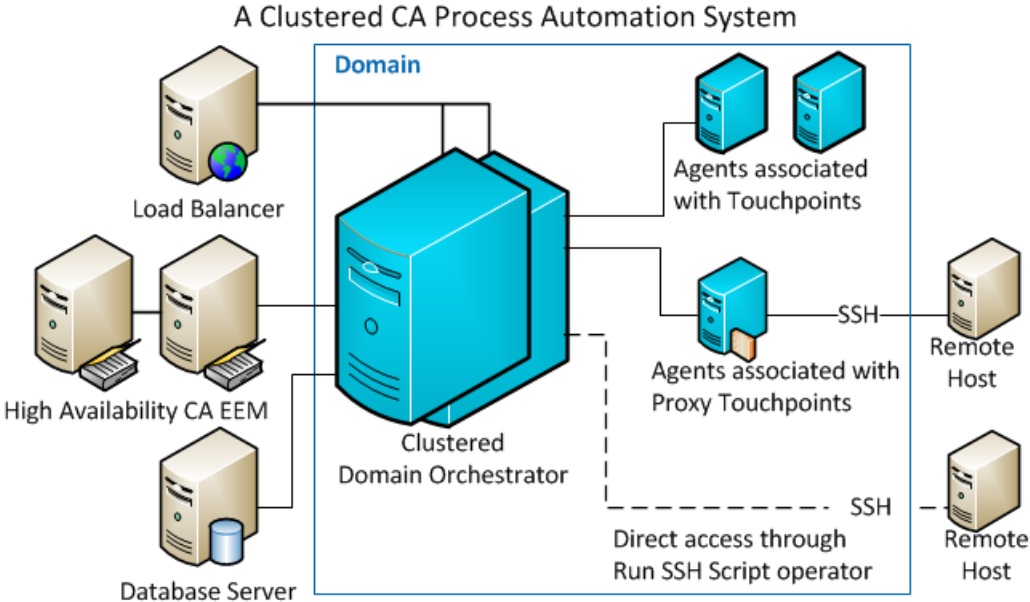 A Clustered CA Process Automation System
Domain
Load Balancer
Agents associated
with Touchpoints
High Availability CA EEM
Clustered
Domain Orchestrator
Agents associated with
Proxy Touchpoints
SSH
Remote
Host
Database Server
SSH
Direct access through
Run SSH Script operator
Remote
Host